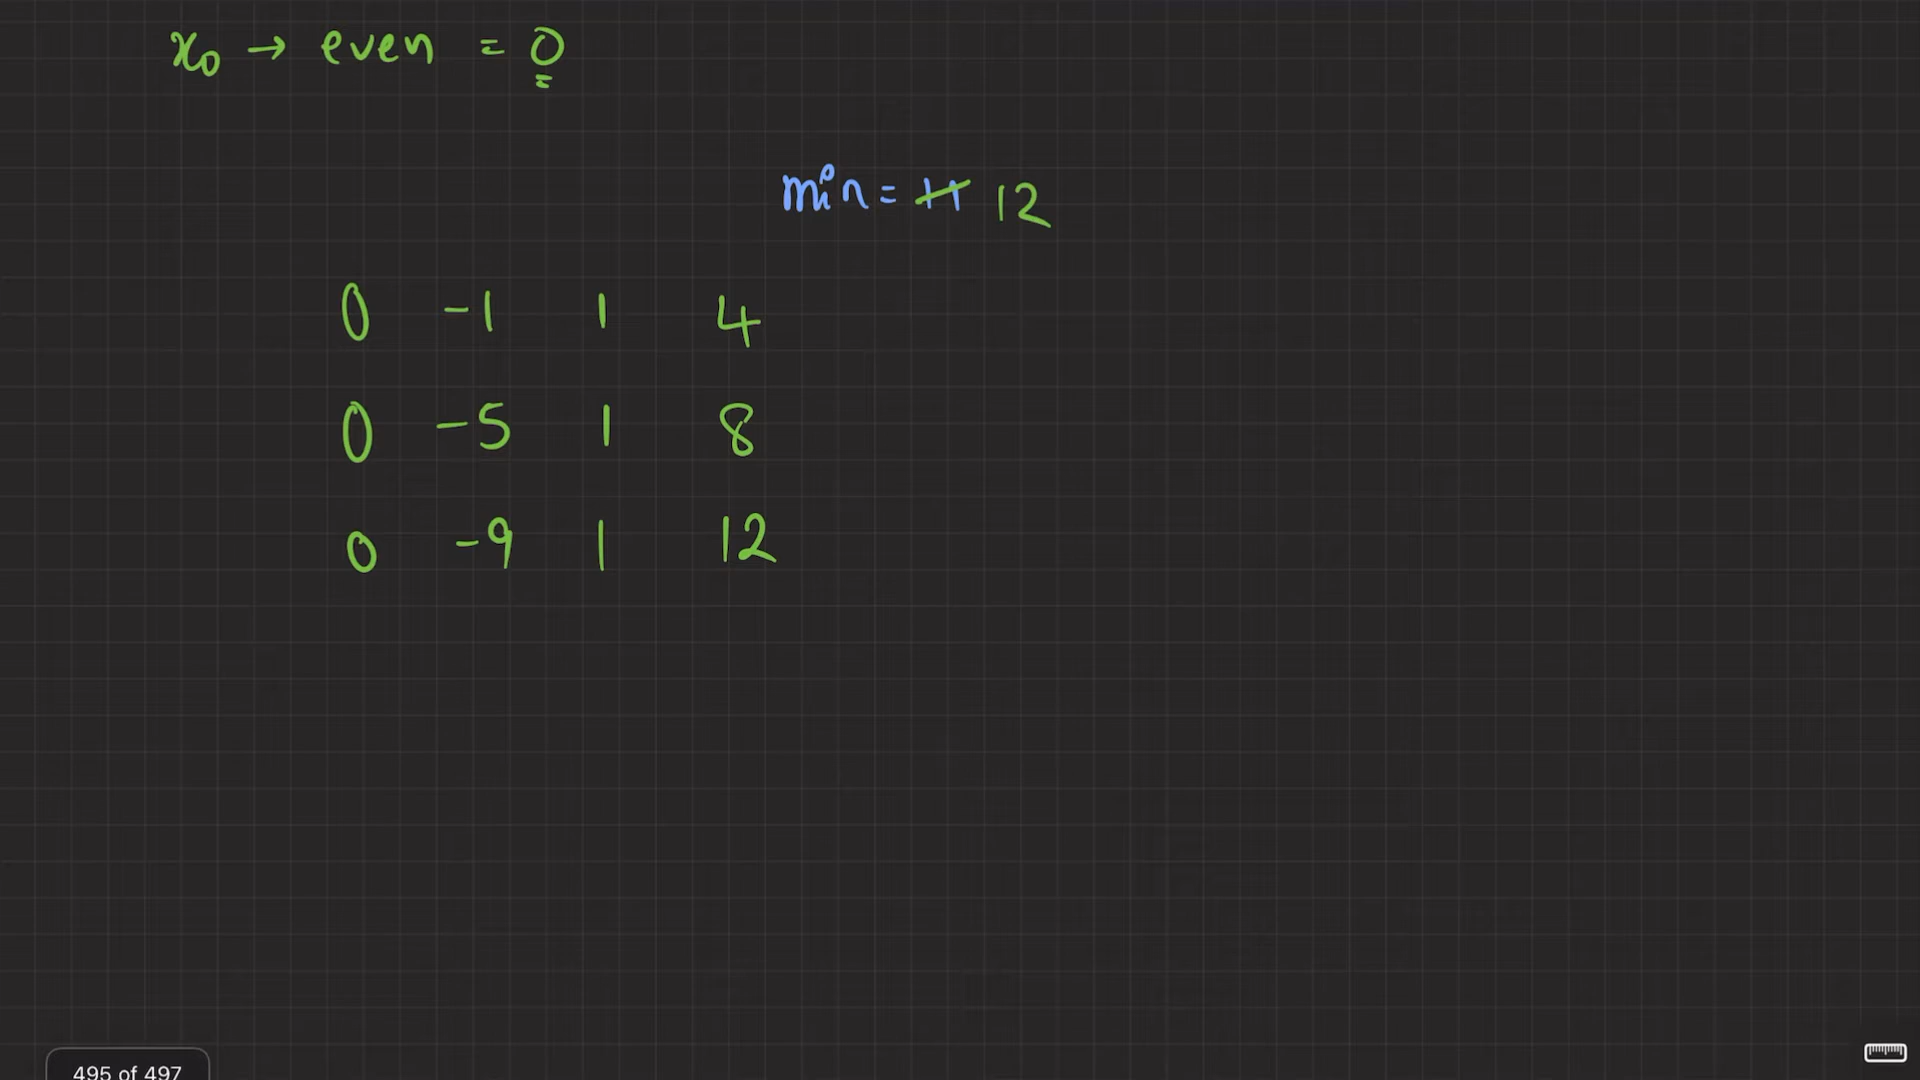 x₀ → even = 0
min = 11 12
0 -1 1 4
0 -5 1 8
0 -9 1 12
495 of 497